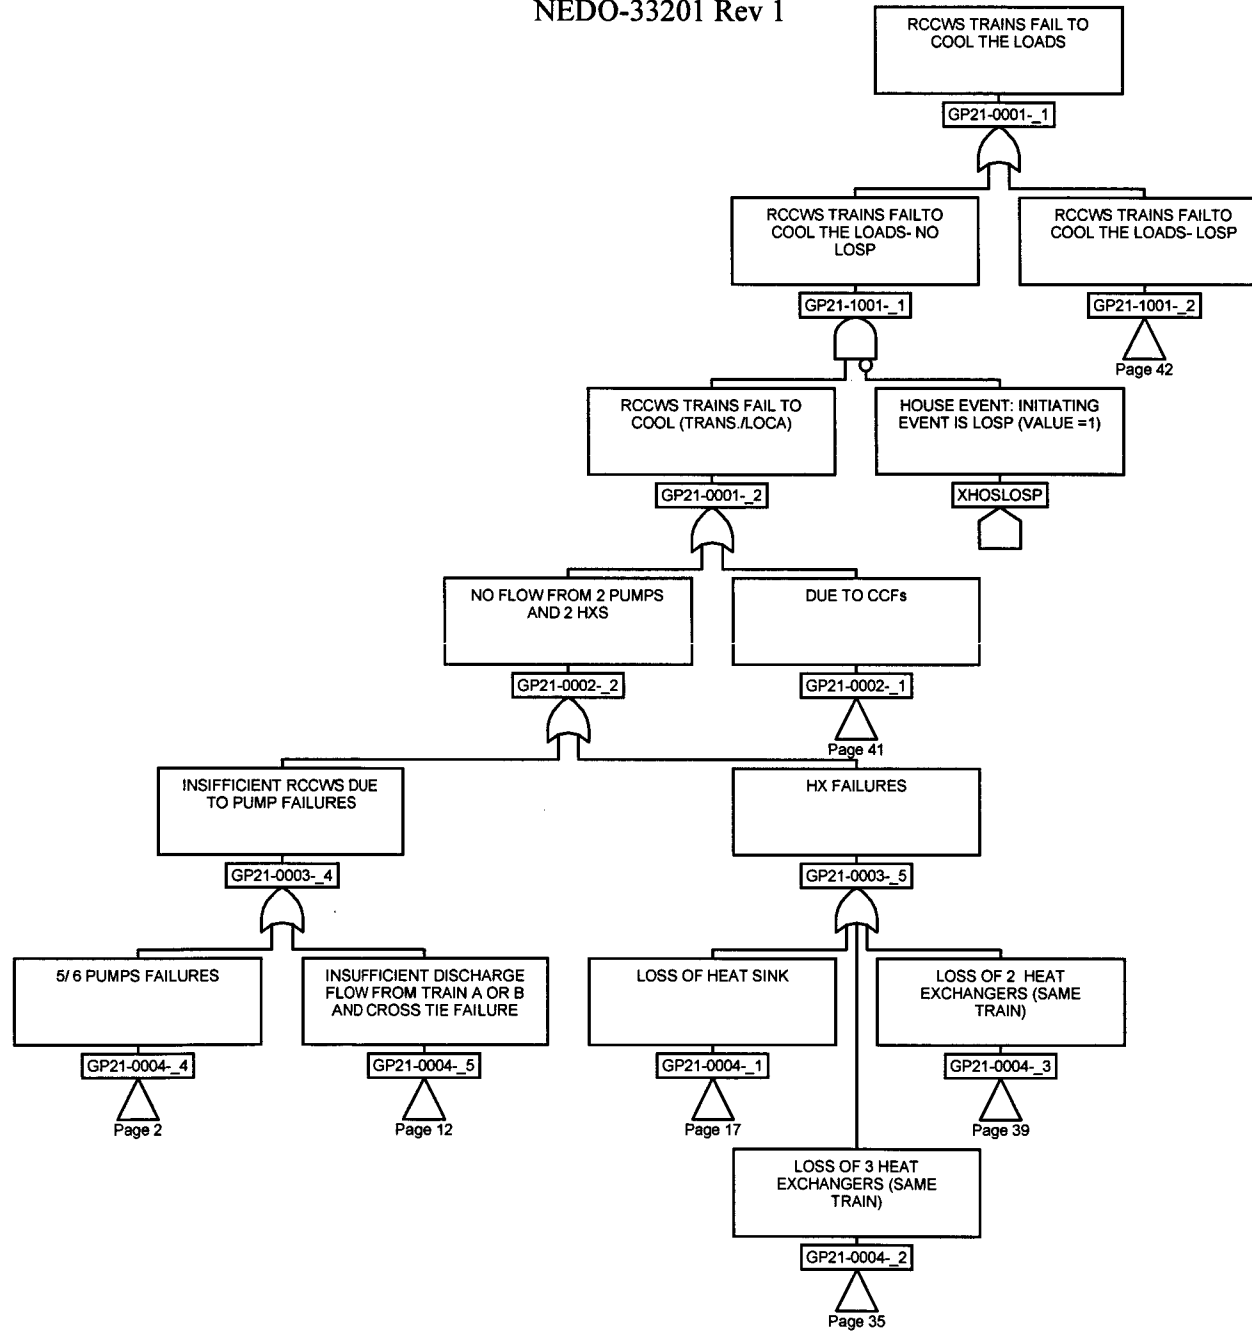 NEDO-33201 Rev 1
RCCWS TRAINS FAIL TO
COOL THE LOADS
GP21-0001-_1
RCCWS TRAINS FAILTO
COOL THE LOADS- NO
LOSP
GP21-1001-_1
RCCWS TRAINS FAILTO
COOL THE LOADS- LOSP
GP21-1001-_2
Page 42
RCCWS TRAINS FAIL TO
COOL (TRANS./LOCA)
GP21-0001-_2
HOUSE EVENT: INITIATING
EVENT IS LOSP (VALUE =1)
XHOSLOSP
NO FLOW FROM 2 PUMPS
AND 2 HXS
GP21-0002-_2
DUE TO CCFs
GP21-0002-_1
Page 41
INSIFFICIENT RCCWS DUE
TO PUMP FAILURES
GP21-0003-_4
HX FAILURES
GP21-0003-_5
5/ 6 PUMPS FAILURES
GP21-0004-_4
Page 2
INSUFFICIENT DISCHARGE
FLOW FROM TRAIN A OR B
AND CROSS TIE FAILURE
GP21-0004-_5
Page 12
LOSS OF HEAT SINK
GP21-0004-_1
Page 17
LOSS OF 2 HEAT
EXCHANGERS (SAME
TRAIN)
GP21-0004-_3
Page 39
LOSS OF 3 HEAT
EXCHANGERS (SAME
TRAIN)
GP21-0004-_2
Page 35